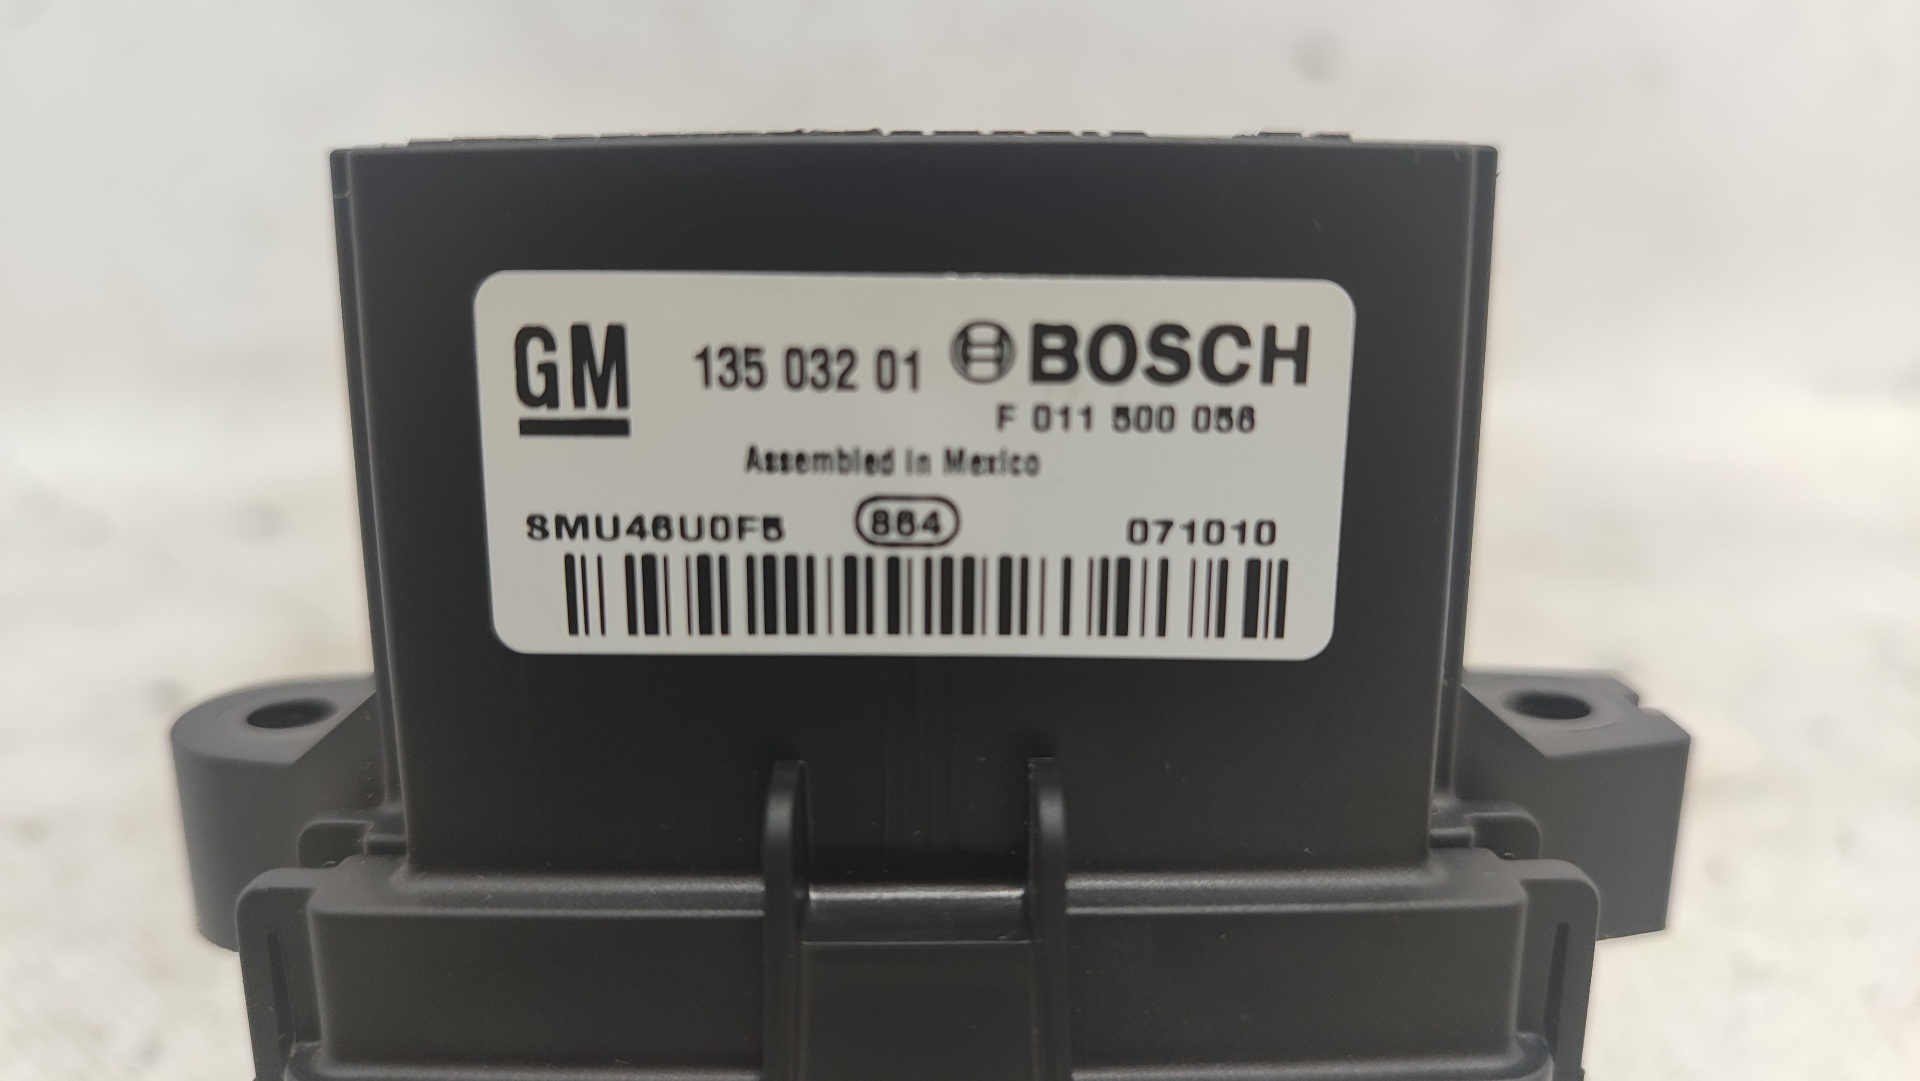 GM 135 032 01 BOSCH
F 011 500 056
Assembled in Mexico
SMU46U0F5 864 071010